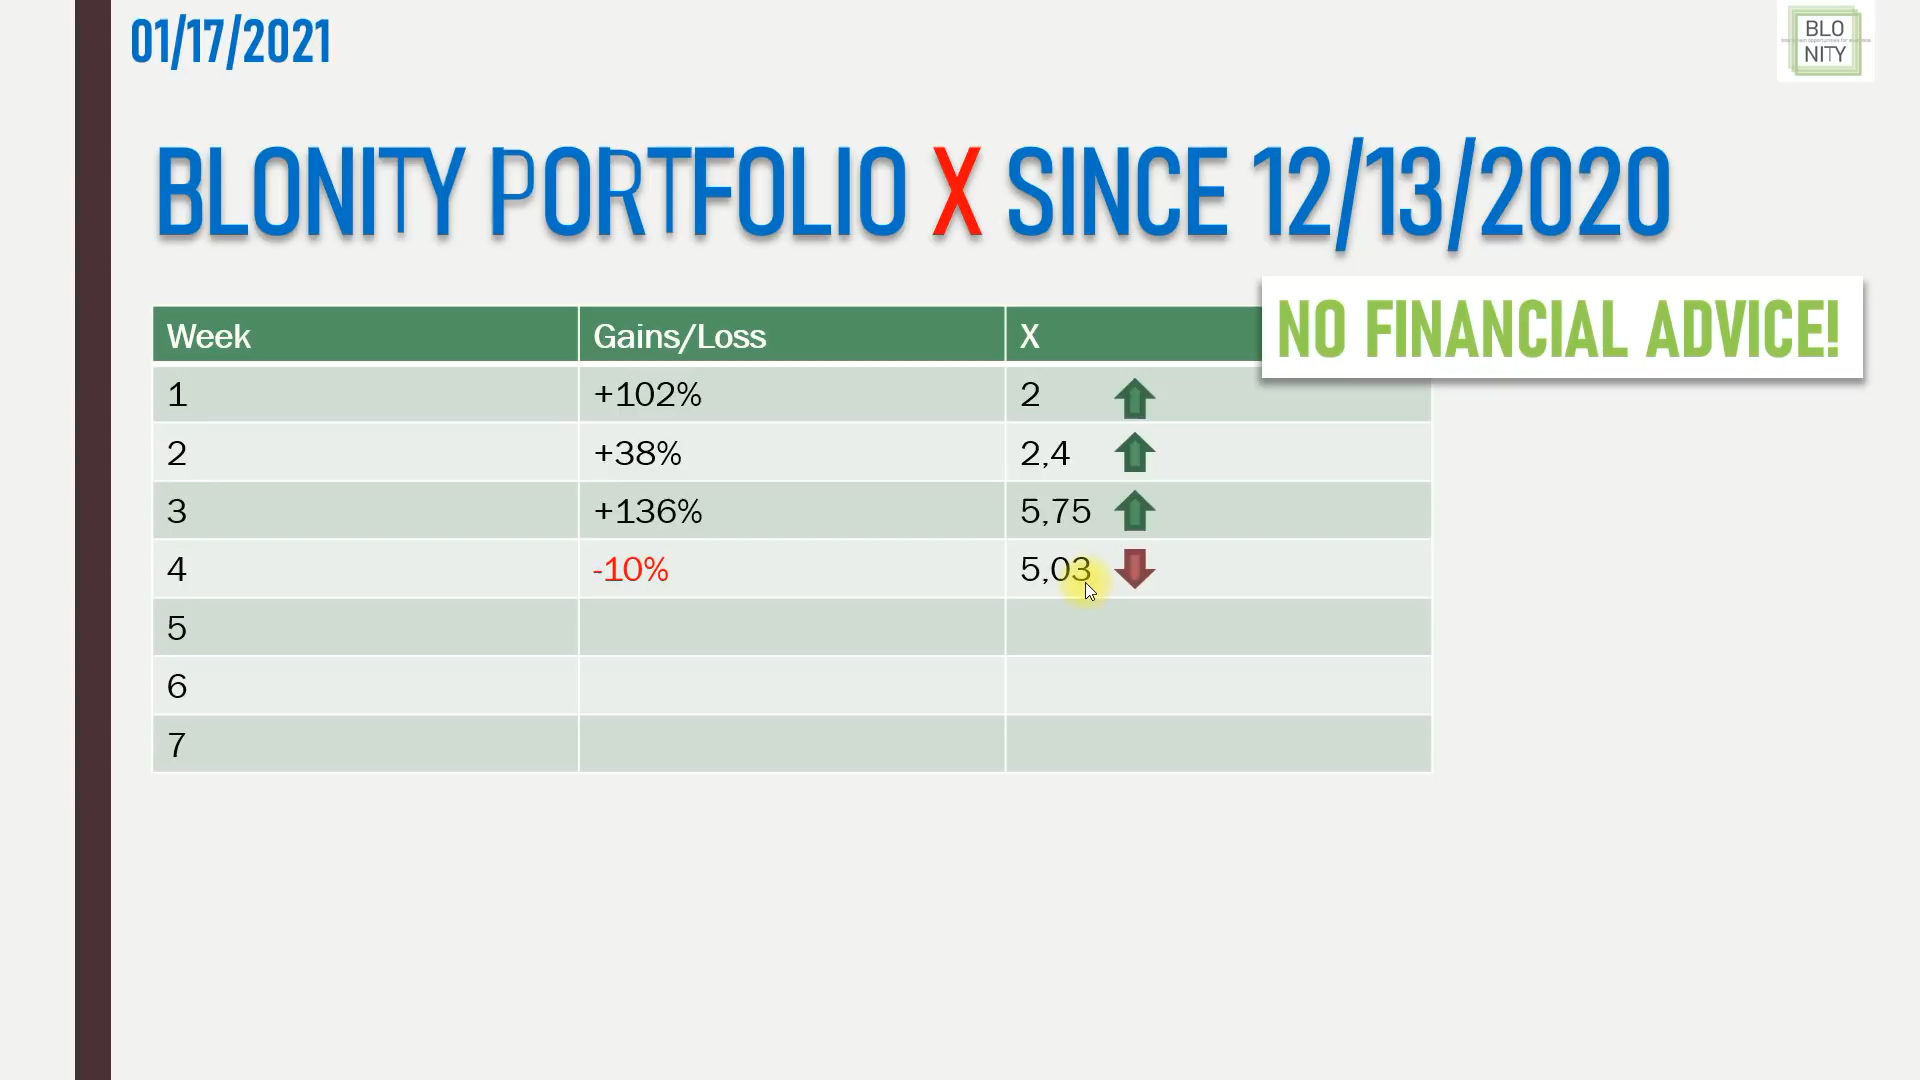 01/17/2021
BLO
NITY
BLONITY PORTFOLIO X SINCE 12/13/2020
NO FINANCIAL ADVICE!
Week Gains/Loss X
1 +102% 2
2 +38% 2,4
3 +136% 5,75
4 -10% 5,03
5
6
7